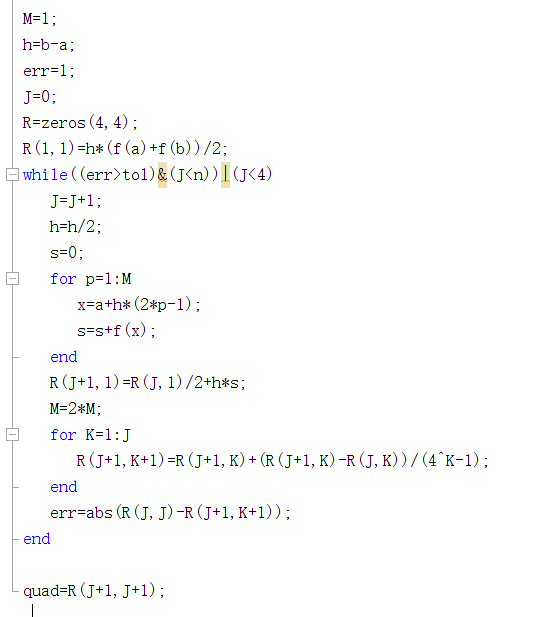 M=1;
h=b-a;
err=1;
J=0;
R=zeros(4,4);
R(1,1)=h*(f(a)+f(b))/2;
while((err>tol)&(J<n))|(J<4)
J=J+1;
h=h/2;
s=0;
for p=1:M
x=a+h*(2*p-1);
s=s+f(x);
end
R(J+1,1)=R(J,1)/2+h*s;
M=2*M;
for K=1:J
R(J+1,K+1)=R(J+1,K)+(R(J+1,K)-R(J,K))/(4^K-1);
end
err=abs(R(J,J)-R(J+1,K+1));
end
quad=R(J+1,J+1);